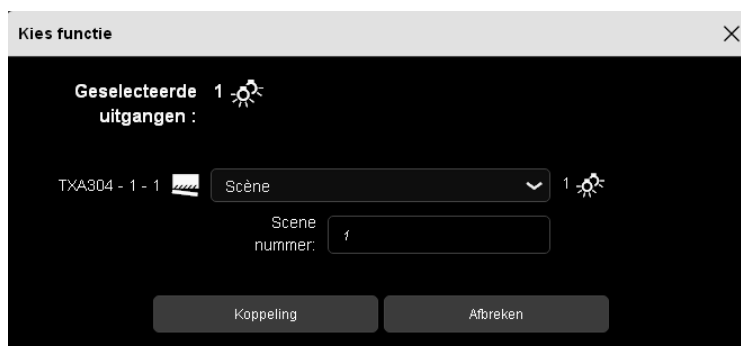 Kies functie
Geselecteerde 1
uitgangen :
TXA304 - 1 - 1 Scène 1
Scene
nummer: 1
Koppeling Afbreken